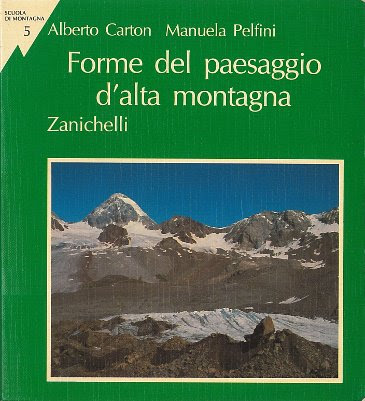 SCUOLA
DI MONTAGNA
5
Alberto Carton Manuela Pelfini
Forme del paesaggio
d'alta montagna
Zanichelli